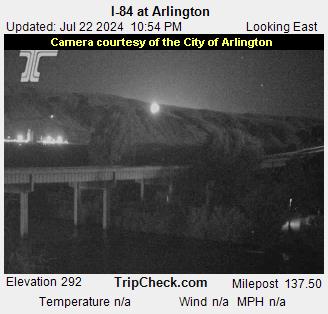 I-84 at Arlington
Updated: Jul 22 2024 10:54 PM Looking East
Camera courtesy of the City of Arlington
Elevation 292 TripCheck.com Milepost 137.50
Temperature n/a Wind n/a MPH n/a